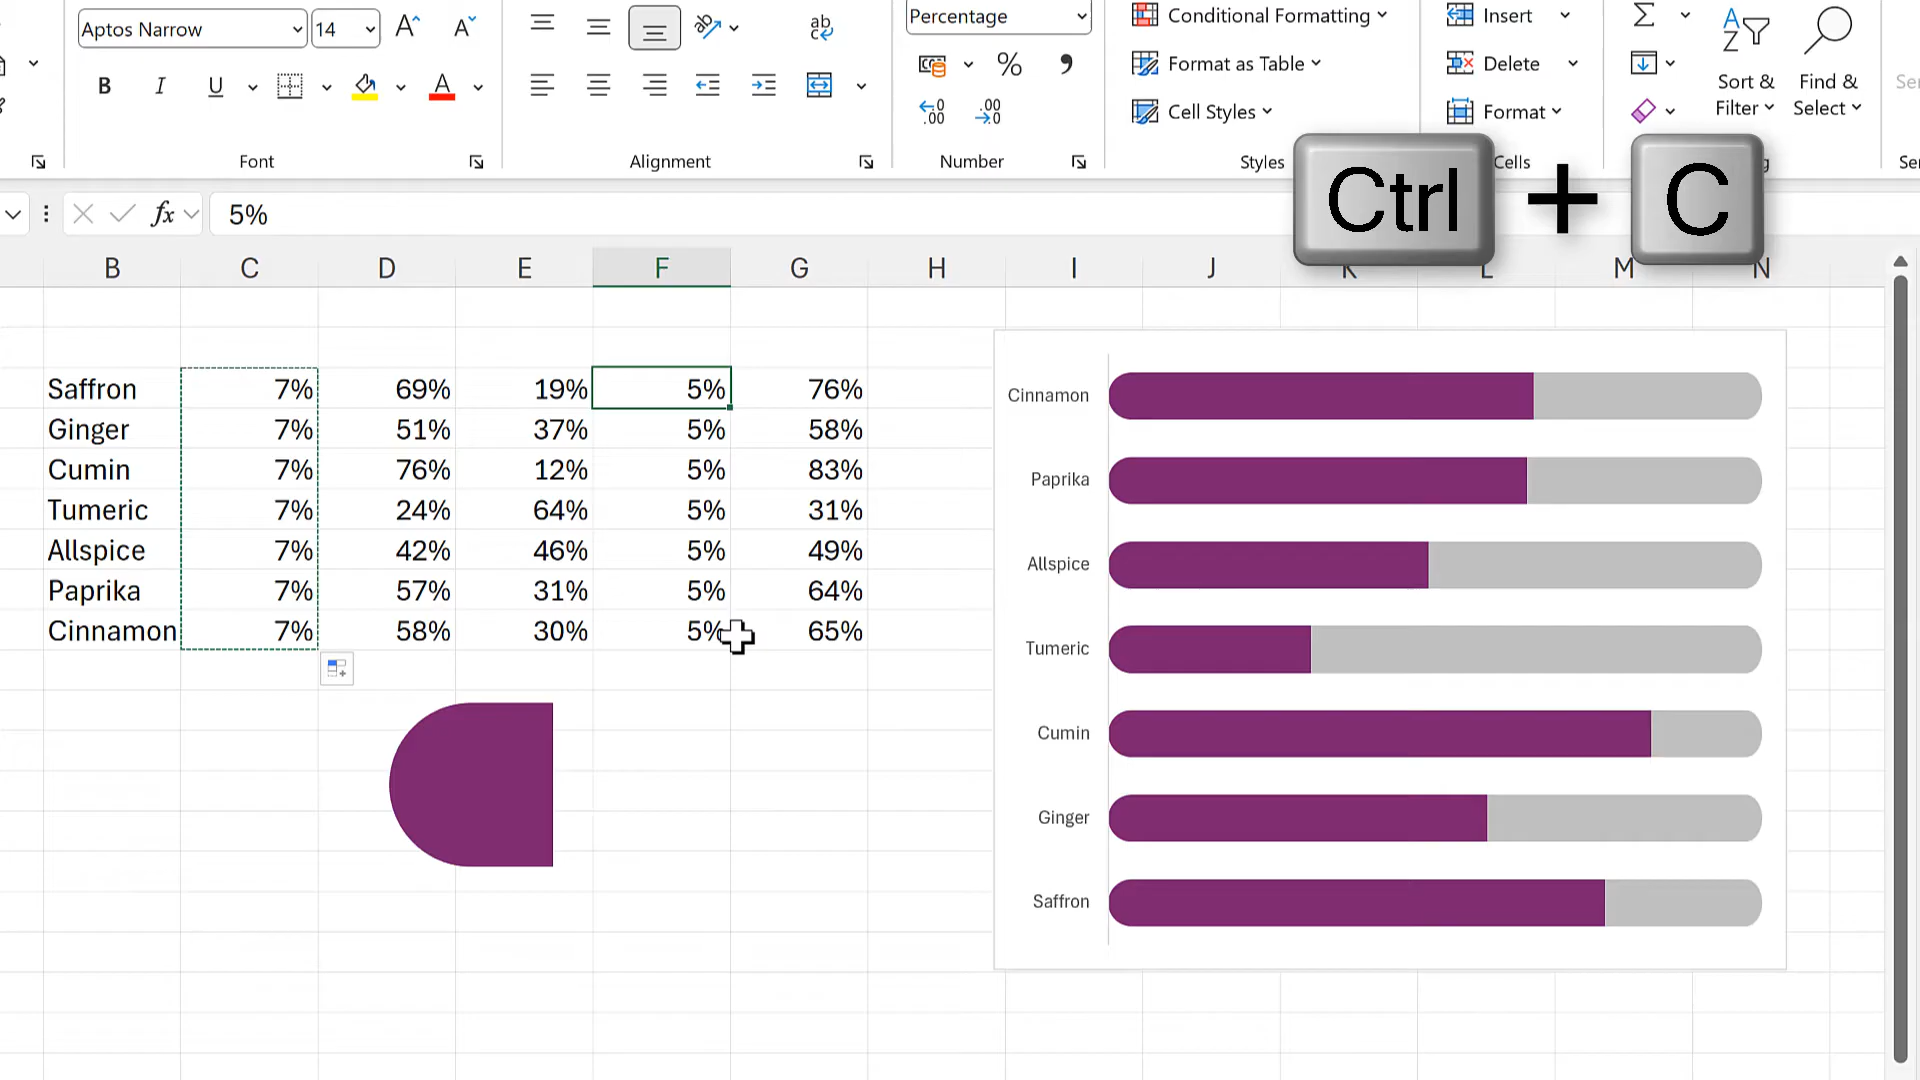 Aptos Narrow 14 A^ Aˇ ab Percentage Conditional Formatting Insert Σ A Z
B I U A % , Format as Table Delete Sort & Find &
Cell Styles Format Filter Select
Font Alignment Number Styles Cells
Ctrl + C
fx 5%
B C D E F G H I J K L M N
Saffron 7% 69% 19% 5% 76%
Ginger 7% 51% 37% 5% 58%
Cumin 7% 76% 12% 5% 83%
Tumeric 7% 24% 64% 5% 31%
Allspice 7% 42% 46% 5% 49%
Paprika 7% 57% 31% 5% 64%
Cinnamon 7% 58% 30% 5% 65%
Cinnamon
Paprika
Allspice
Tumeric
Cumin
Ginger
Saffron